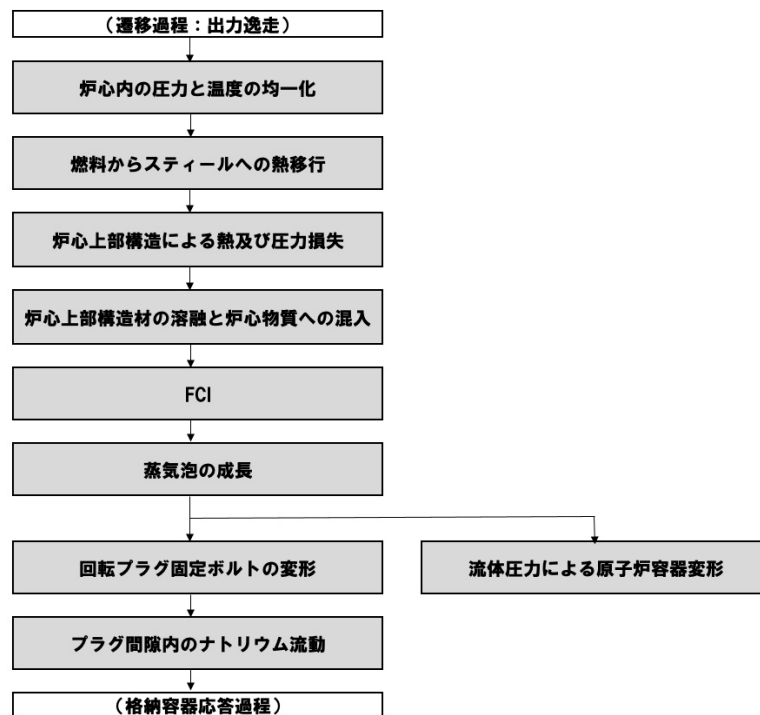 (遷移過程：出力逸走)
炉心内の圧力と温度の均一化
燃料からスティールへの熱移行
炉心上部構造による熱及び圧力損失
炉心上部構造材の溶融と炉心物質への混入
FCI
蒸気泡の成長
回転プラグ固定ボルトの変形
流体圧力による原子炉容器変形
プラグ間隙内のナトリウム流動
(格納容器応答過程)